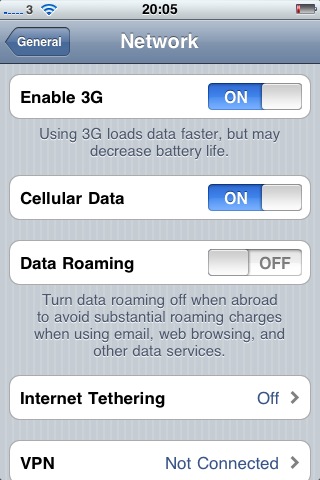 3 20:05
General Network
Enable 3G ON
Using 3G loads data faster, but may
decrease battery life.
Cellular Data ON
Data Roaming OFF
Turn data roaming off when abroad
to avoid substantial roaming charges
when using email, web browsing, and
other data services.
Internet Tethering Off
VPN Not Connected